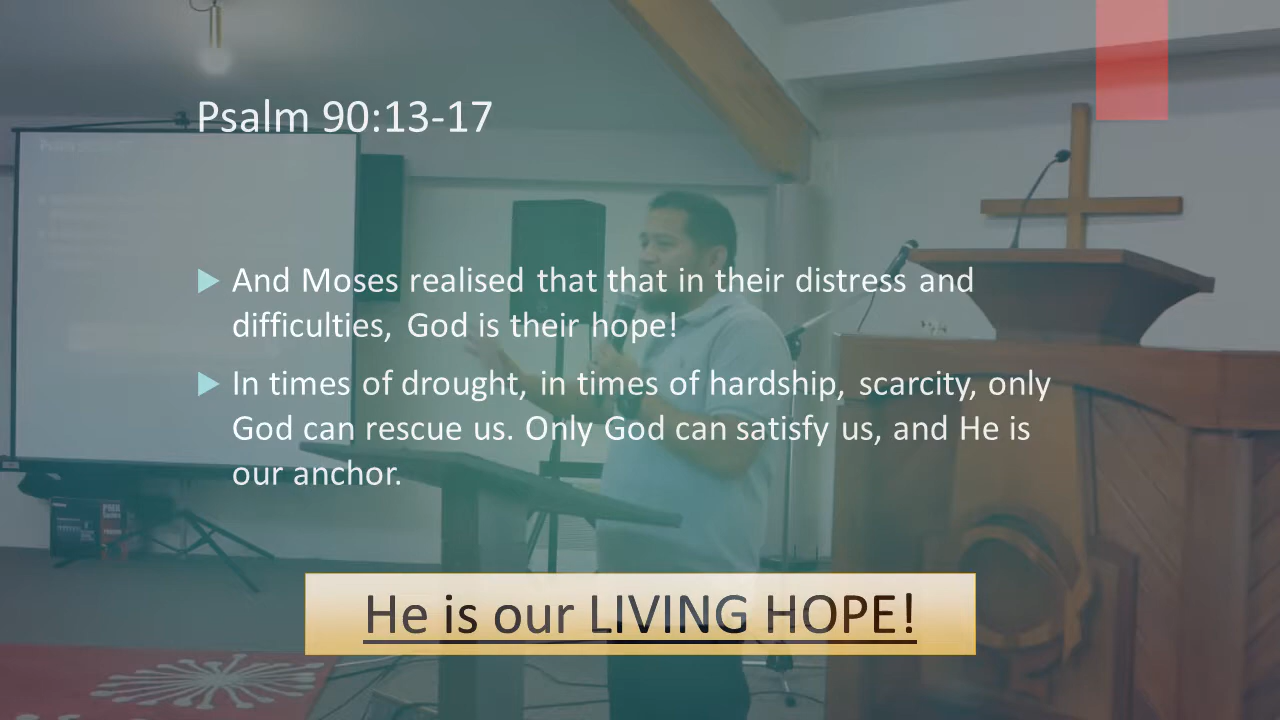 Psalm 90:13-17
And Moses realised that that in their distress and
difficulties, God is their hope!
In times of drought, in times of hardship, scarcity, only
God can rescue us. Only God can satisfy us, and He is
our anchor.
He is our LIVING HOPE!